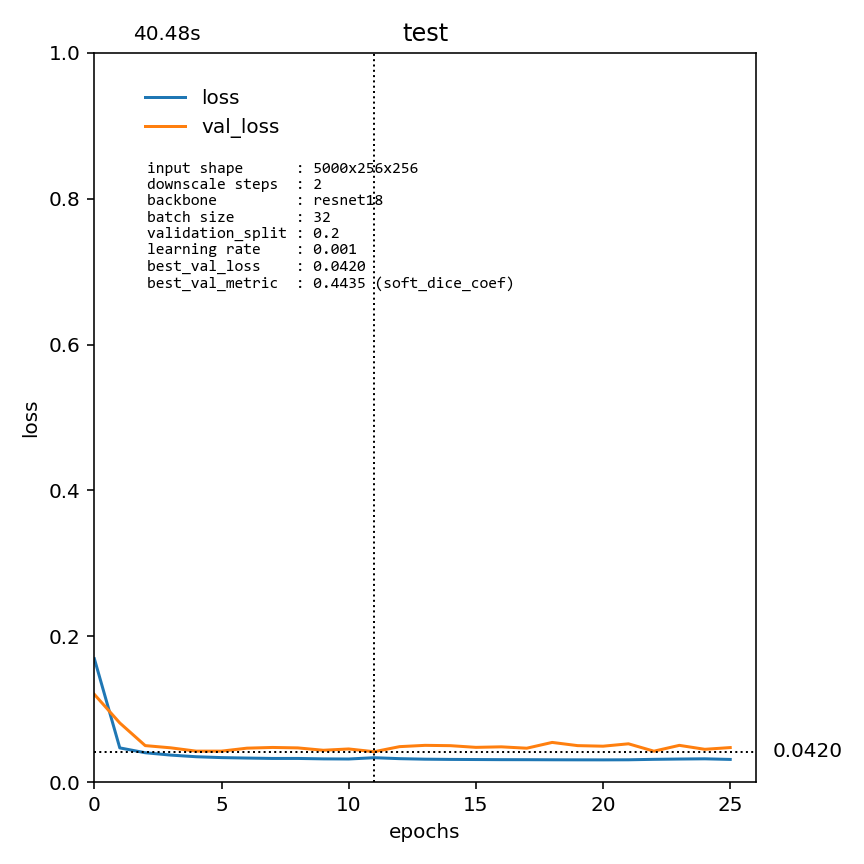 40.48s
test
1.0
0.8
0.6
0.4
0.2
0.0
loss
loss
val_loss
input shape      : 5000x256x256
downscale steps  : 2
backbone         : resnet18
batch size       : 32
validation_split : 0.2
learning rate    : 0.001
best_val_loss    : 0.0420
best_val_metric  : 0.4435 (soft_dice_coef)
0.0420
0 5 10 15 20 25
epochs